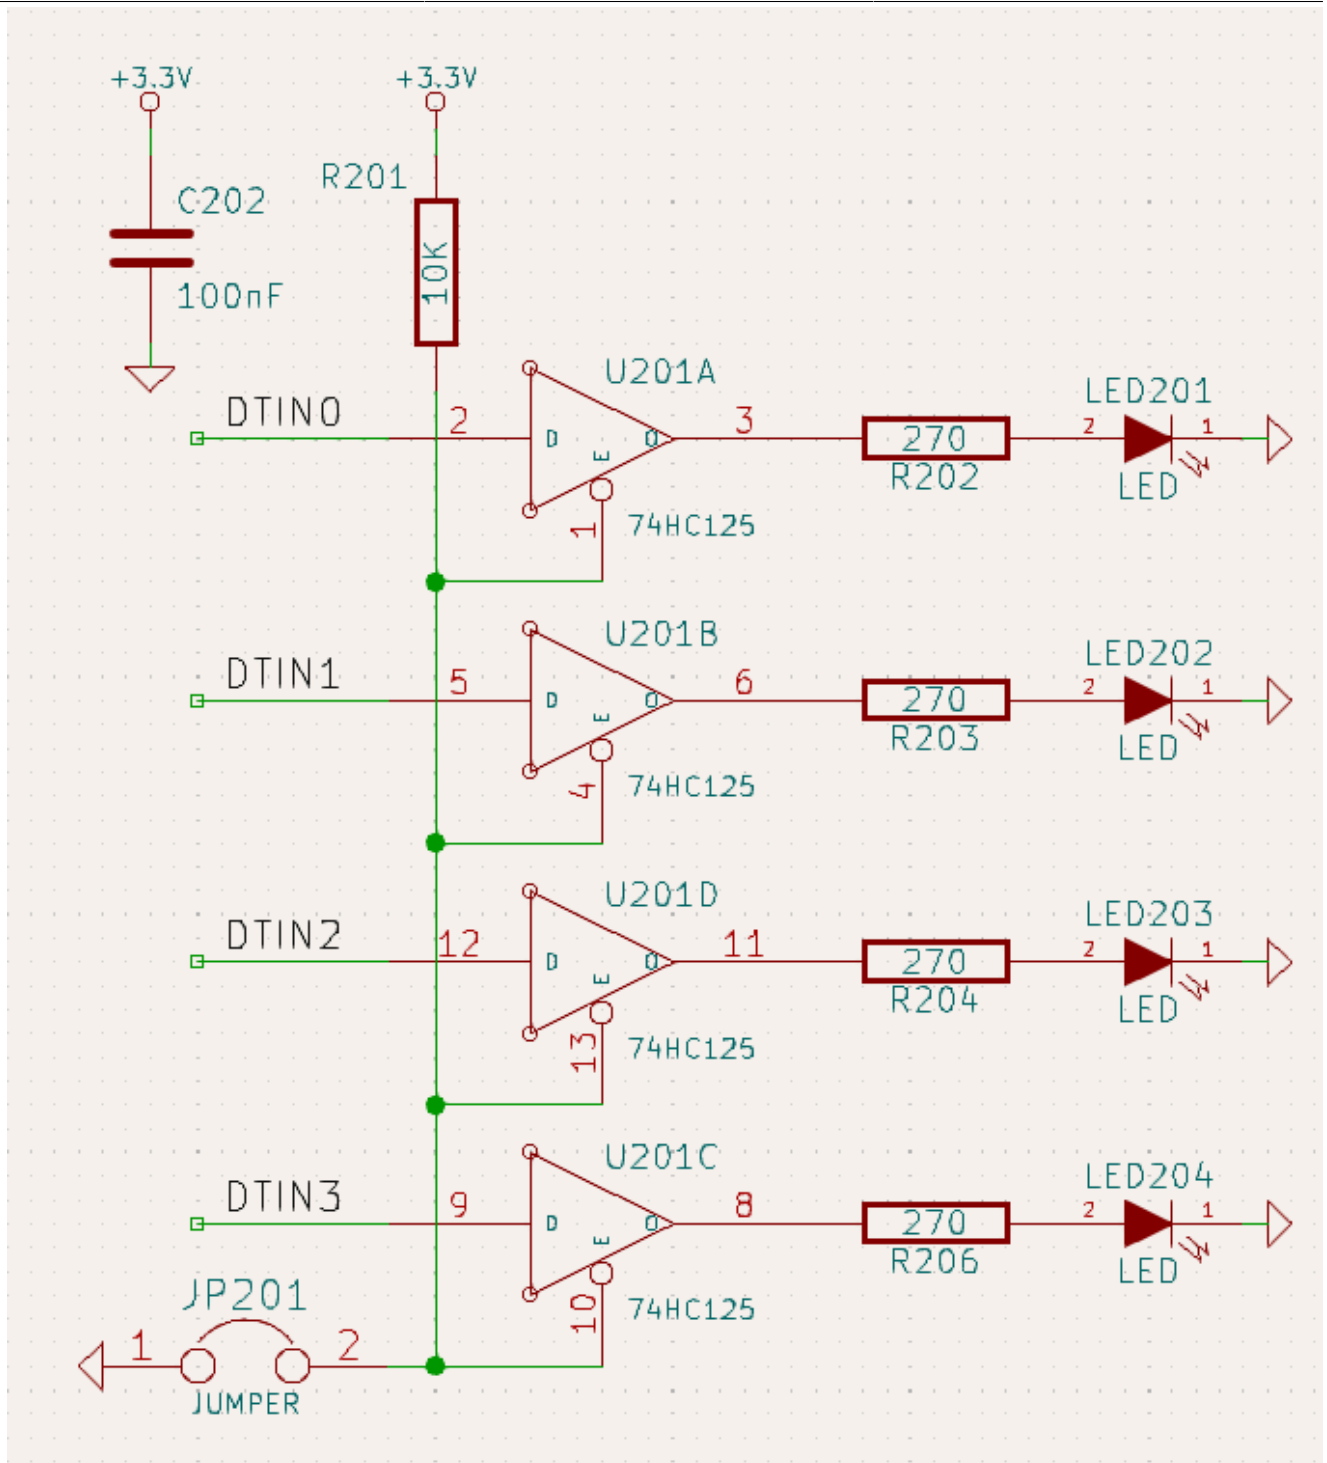 +3.3V
+3.3V
R201
C202
10K
100nF
U201A
DTIN0
2
D
O
E
3
270
R202
LED201
2
1
LED
1
74HC125
U201B
DTIN1
5
D
O
E
6
270
R203
LED202
2
1
LED
4
74HC125
U201D
DTIN2
12
D
O
E
11
270
R204
LED203
2
1
LED
13
74HC125
U201C
DTIN3
9
D
O
E
8
270
R206
LED204
2
1
LED
10
74HC125
JP201
1
2
JUMPER